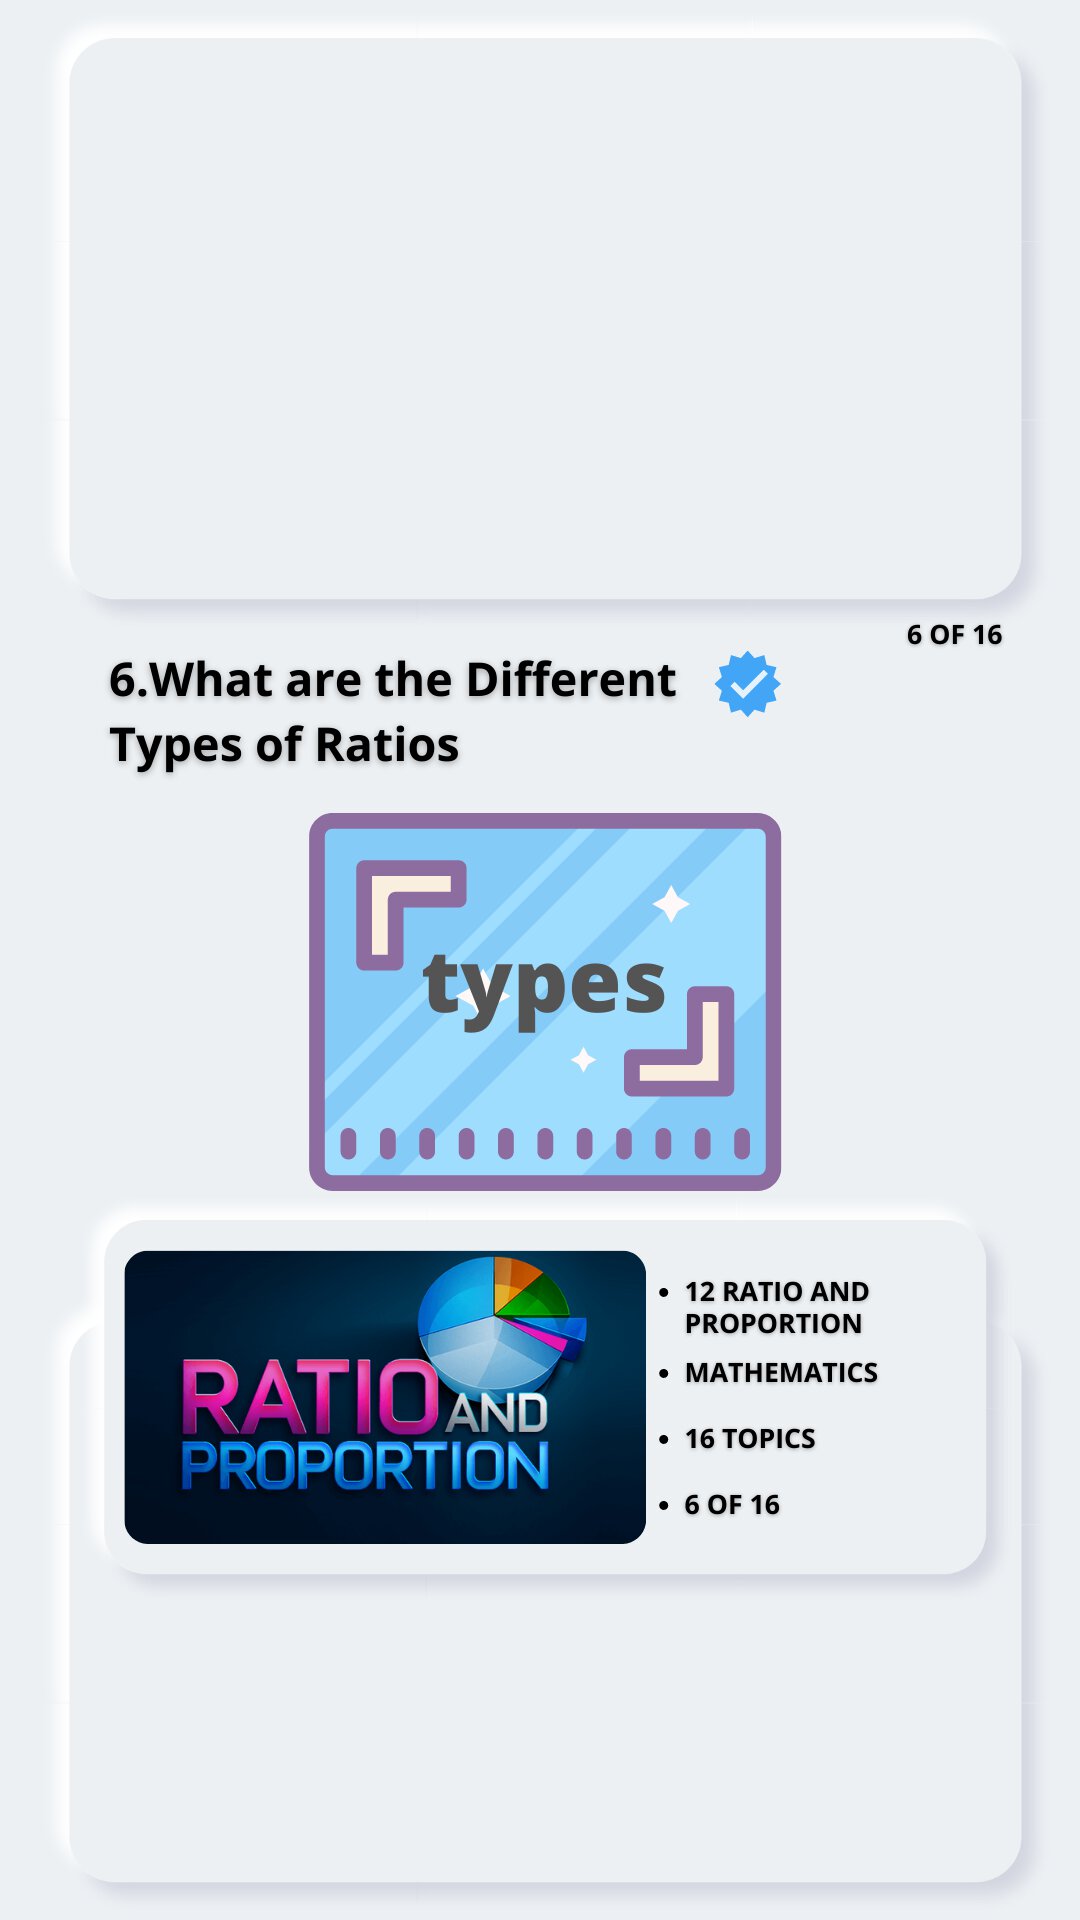 6 OF 16
6.What are the Different
Types of Ratios
types
RATIO AND
PROPORTION
12 RATIO AND
PROPORTION
MATHEMATICS
16 TOPICS
6 OF 16